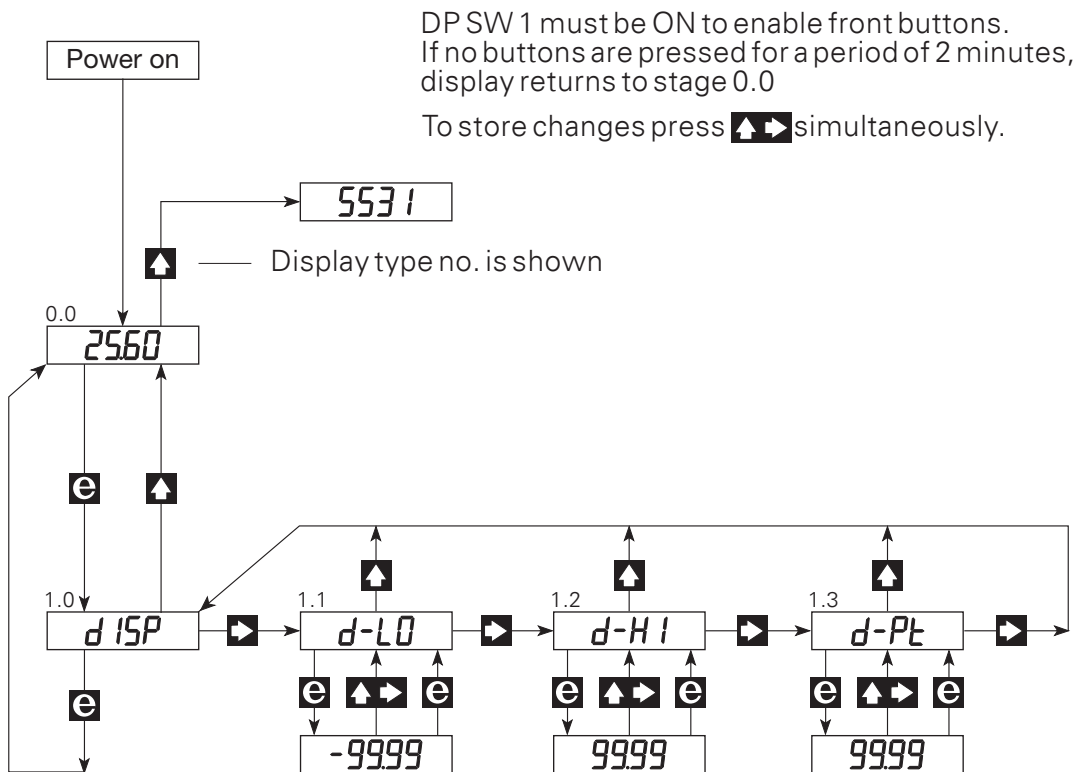 DP SW 1 must be ON to enable front buttons.
If no buttons are pressed for a period of 2 minutes,
display returns to stage 0.0
To store changes press simultaneously.
Power on
5531
Display type no. is shown
0.0
25.60
e
1.0
dISP
1.1
d-LO
1.2
d-HI
1.3
d-Pt
e
e e
e e
e e
-99.99
99.99
99.99